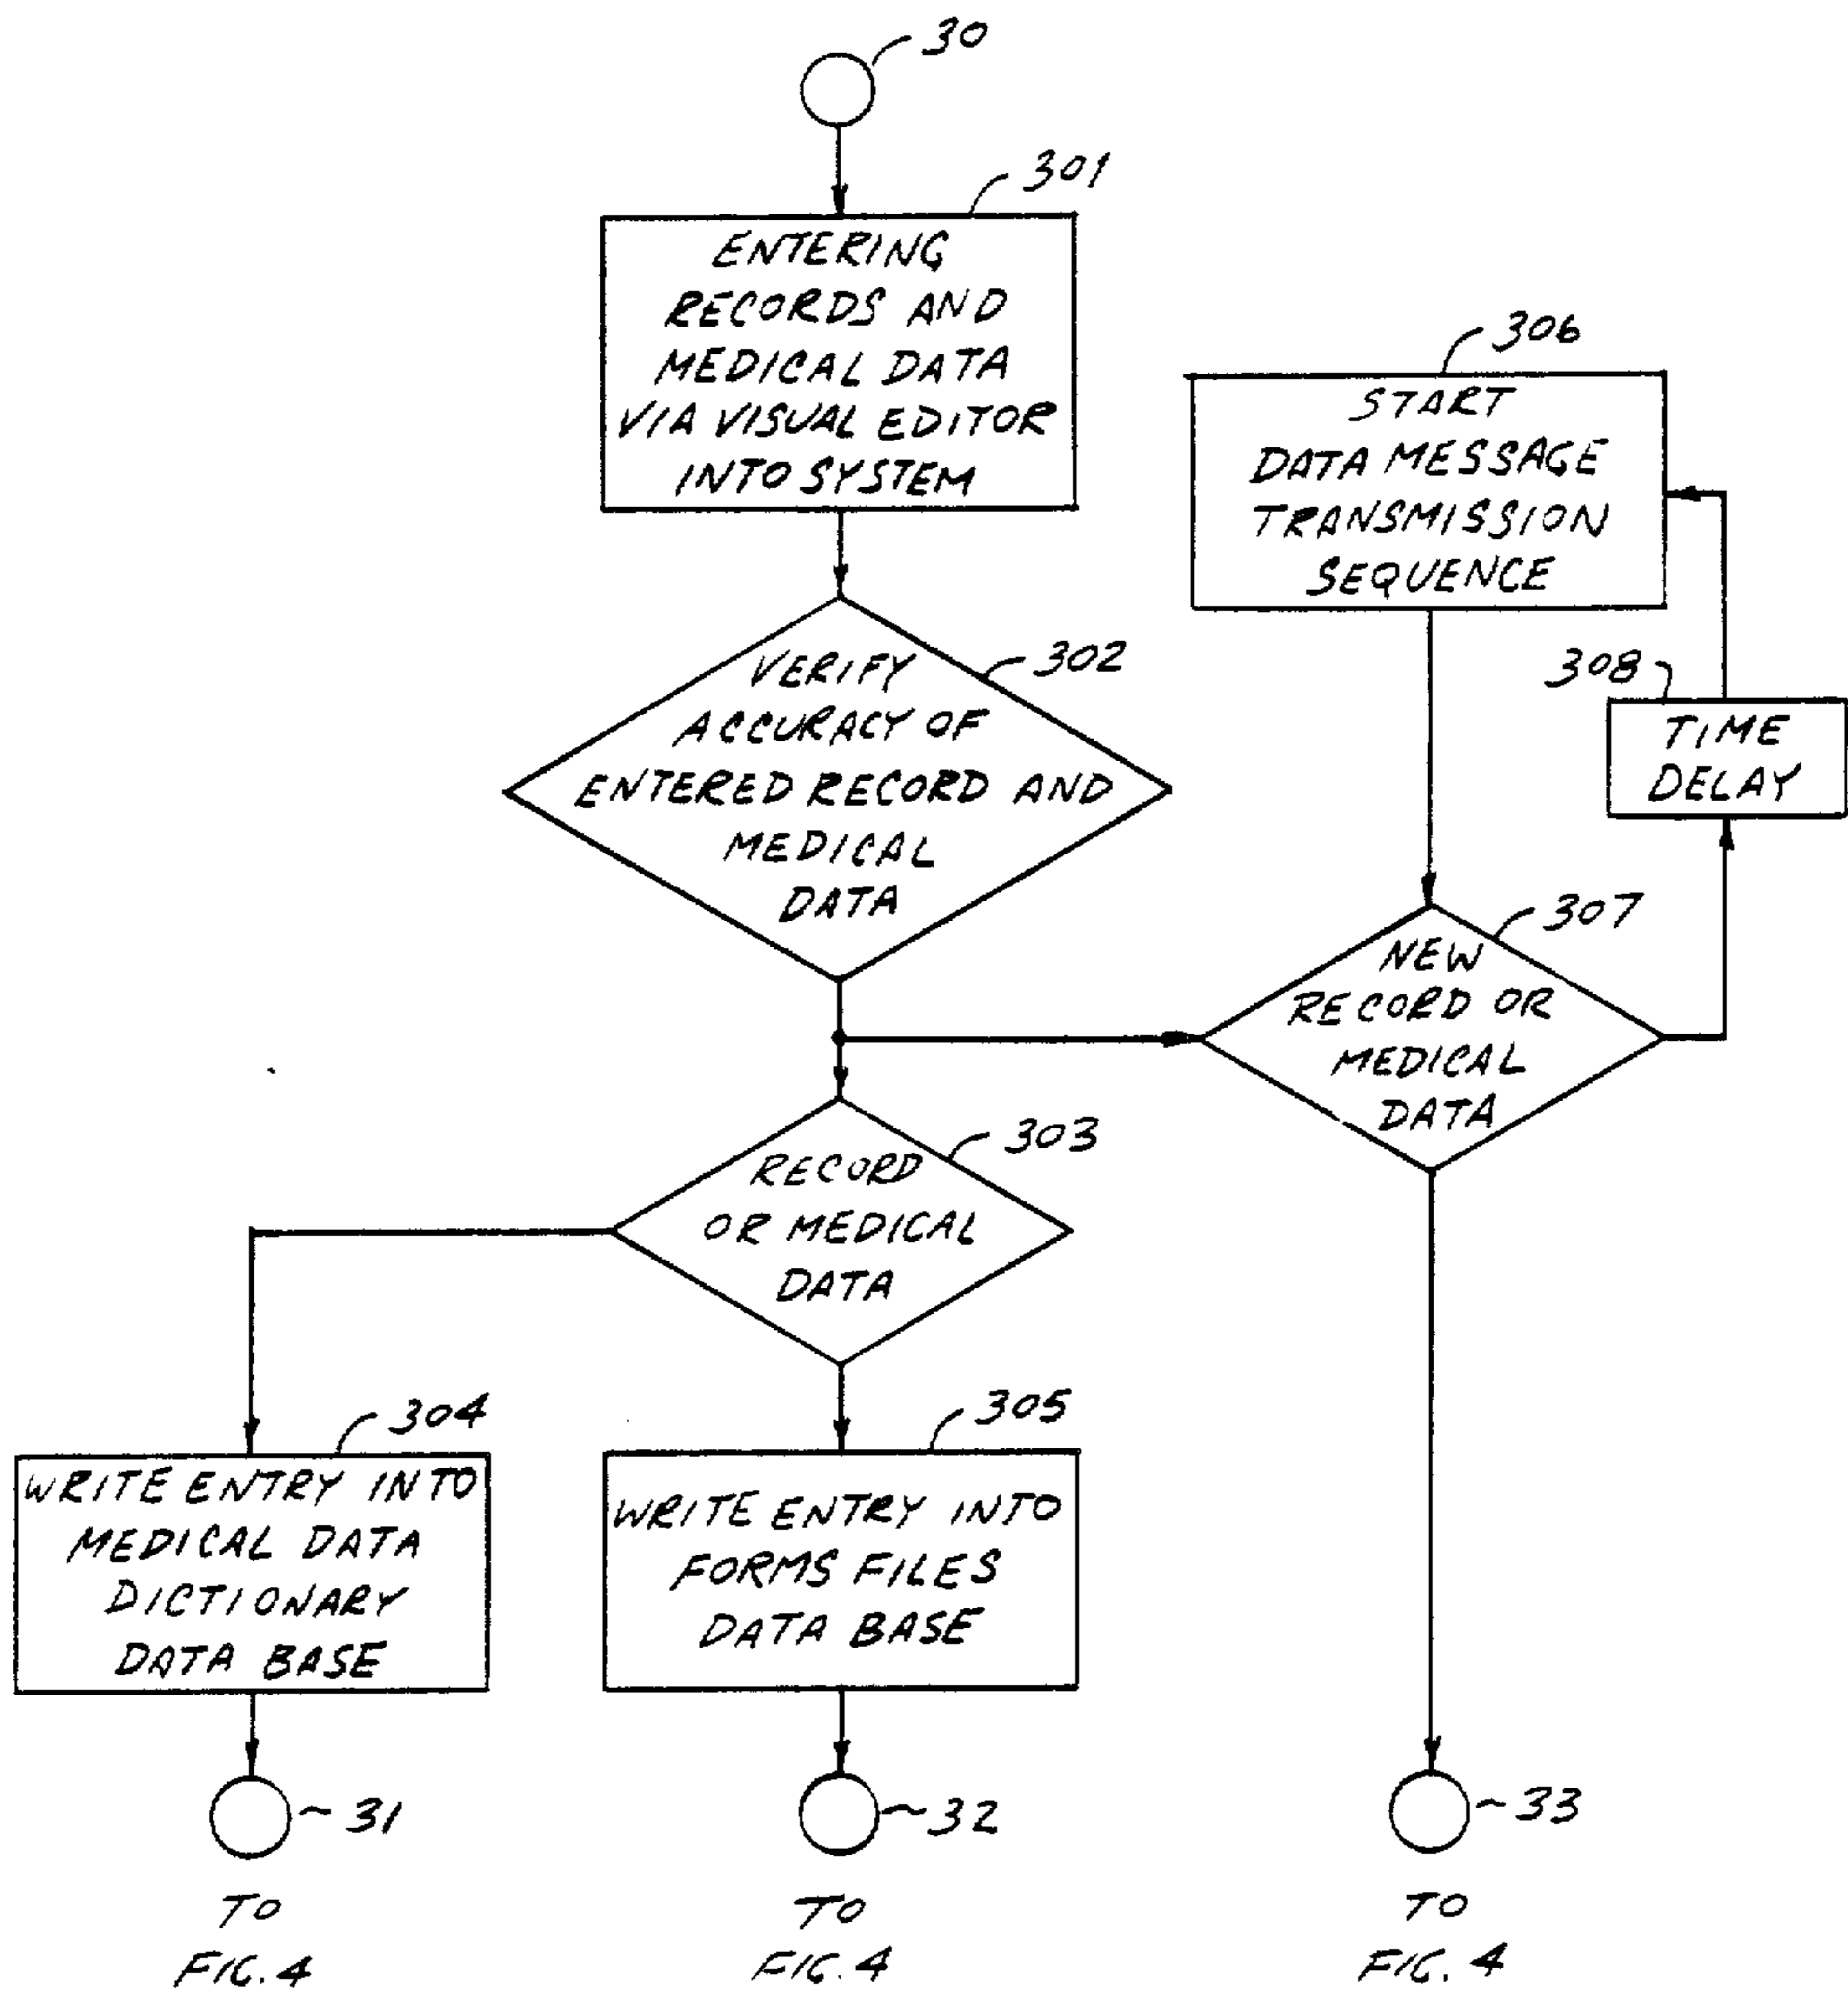 30
301
ENTERING
RECORDS AND
MEDICAL DATA
VIA VISUAL EDITOR
INTO SYSTEM
306
START
DATA MESSAGE
TRANSMISSION
SEQUENCE
302
VERIFY
ACCURACY OF
ENTERED RECORD AND
MEDICAL
DATA
308
TIME
DELAY
307
NEW
RECORD OR
MEDICAL
DATA
303
RECORD
OR MEDICAL
DATA
304
WRITE ENTRY INTO
MEDICAL DATA
DICTIONARY
DATA BASE
305
WRITE ENTRY INTO
FORMS FILES
DATA BASE
31
TO
FIG. 4
32
TO
FIG. 4
33
TO
FIG. 4